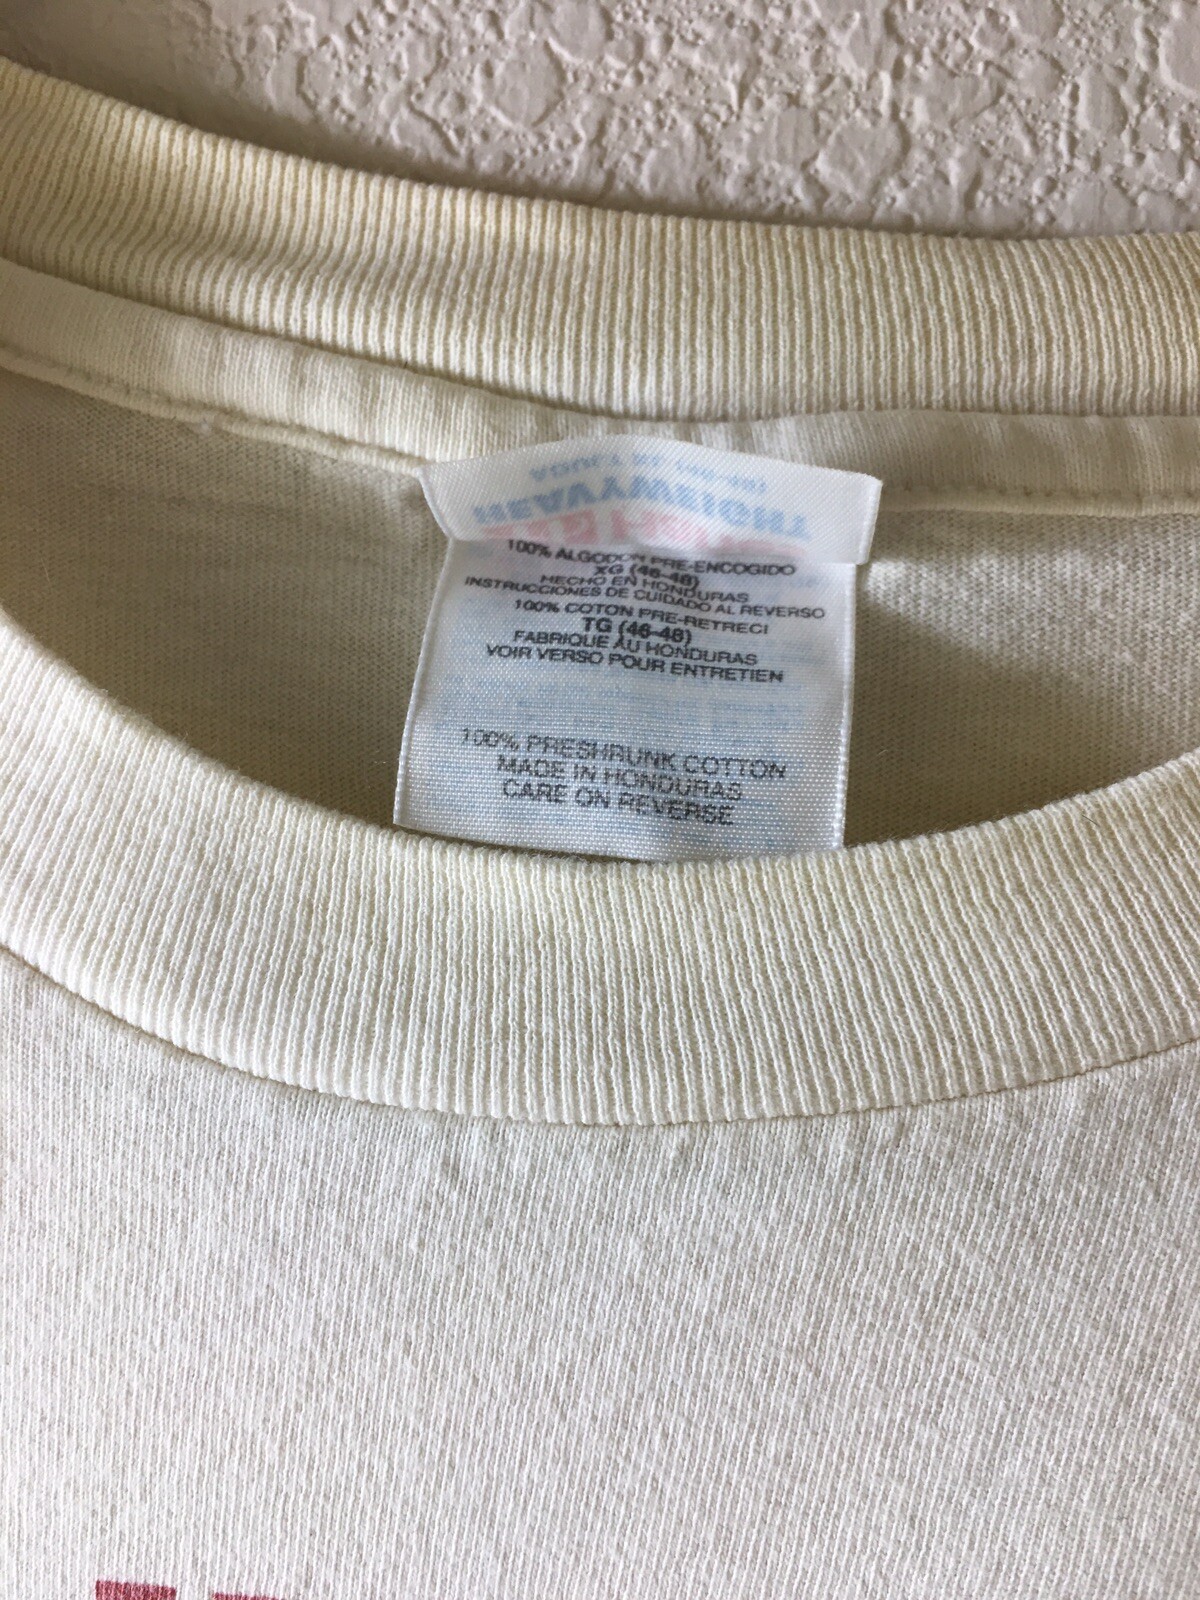 100% ALGODON PRE-ENCOGIDO
XG (46-48)
HECHO EN HONDURAS
INSTRUCCIONES DE CUIDADO AL REVERSO
100% COTON PRE-RETRECI
TG (46-48)
FABRIQUE AU HONDURAS
VOIR VERSO POUR ENTRETIEN
100% PRESHRUNK COTTON
MADE IN HONDURAS
CARE ON REVERSE